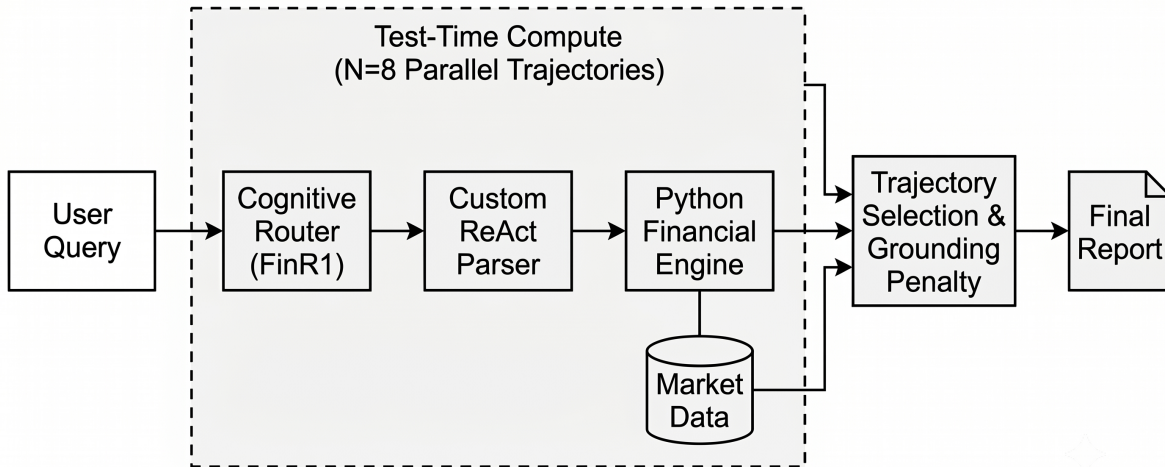 Test-Time Compute
(N=8 Parallel Trajectories)
User
Query
Cognitive
Router
(FinR1)
Custom
ReAct
Parser
Python
Financial
Engine
Market
Data
Trajectory
Selection &
Grounding
Penalty
Final
Report